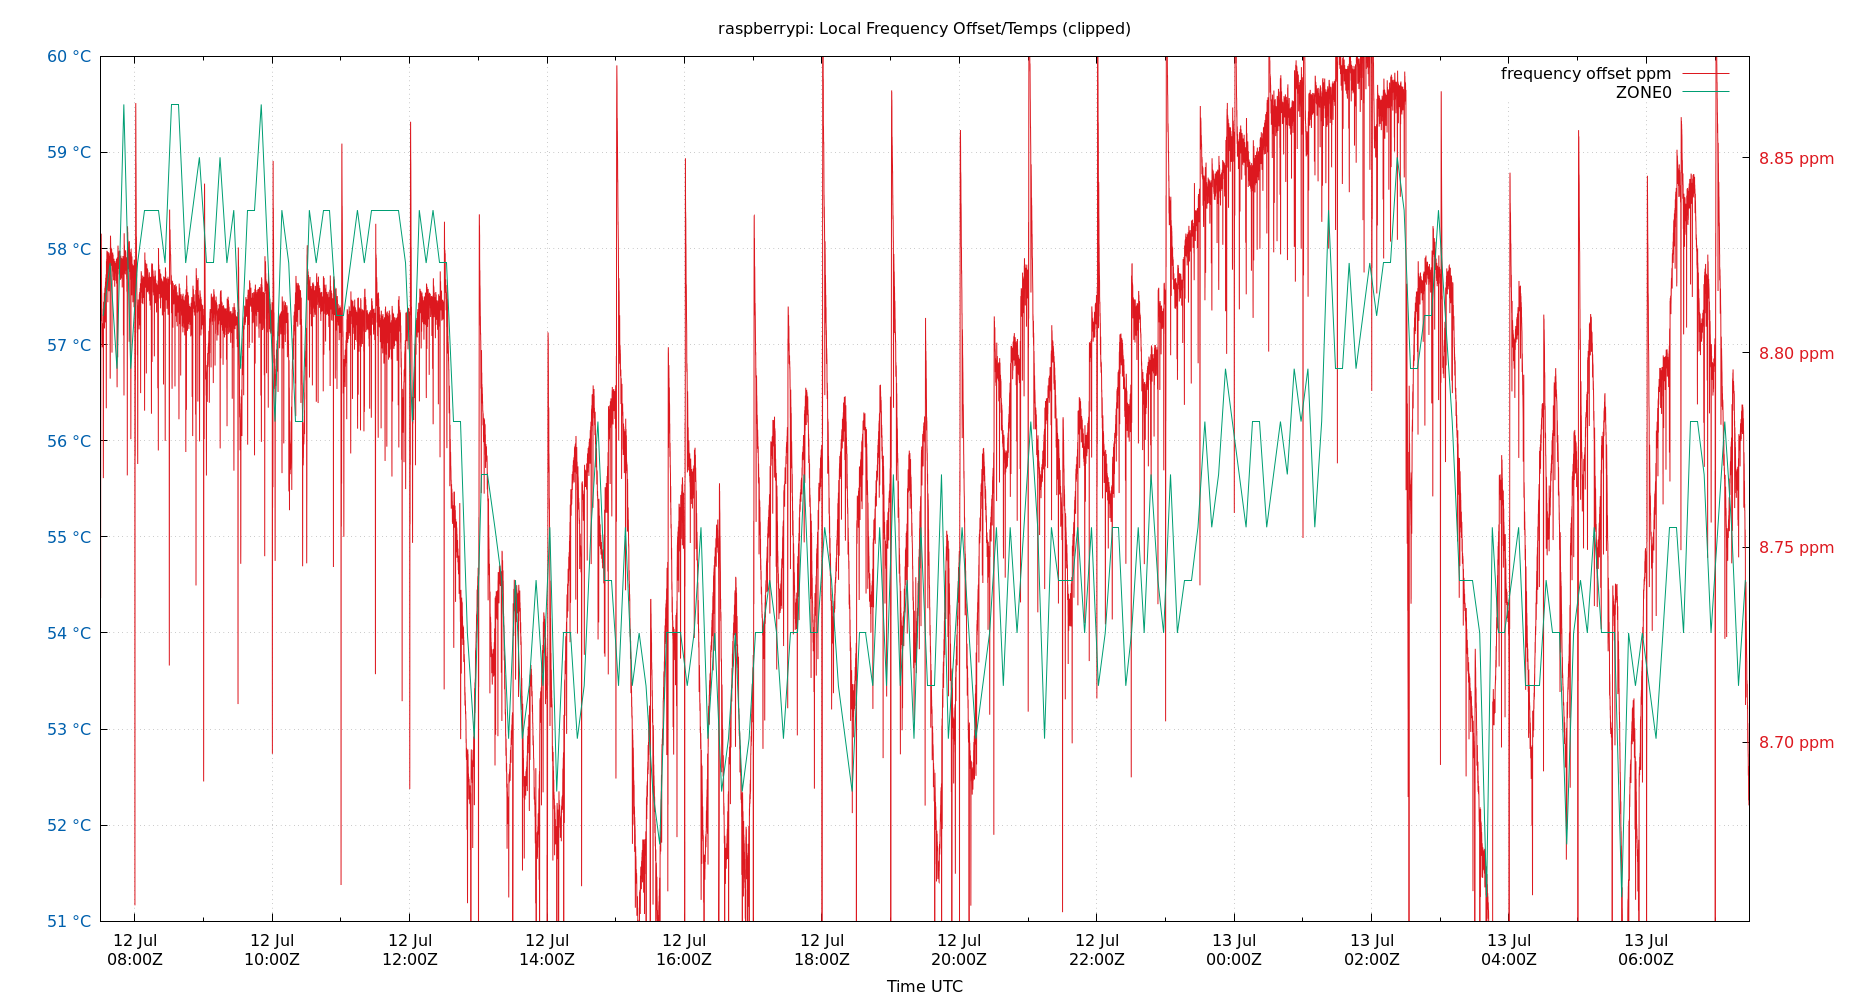 raspberrypi: Local Frequency Offset/Temps (clipped)
60 °C
59 °C
58 °C
57 °C
56 °C
55 °C
54 °C
53 °C
52 °C
51 °C
frequency offset ppm
ZONE0
8.85 ppm
8.80 ppm
8.75 ppm
8.70 ppm
12 Jul
08:00Z
12 Jul
10:00Z
12 Jul
12:00Z
12 Jul
14:00Z
12 Jul
16:00Z
12 Jul
18:00Z
12 Jul
20:00Z
12 Jul
22:00Z
13 Jul
00:00Z
13 Jul
02:00Z
13 Jul
04:00Z
13 Jul
06:00Z
Time UTC